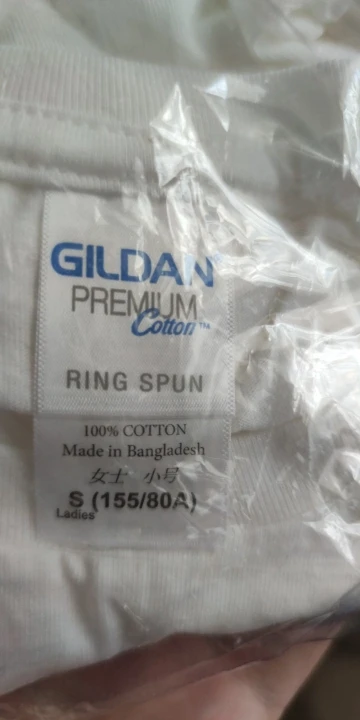 GILDAN
PREMIUM
Cotton™
RING SPUN
100% COTTON
Made in Bangladesh
女士 小号
S (155/80A)
Ladies